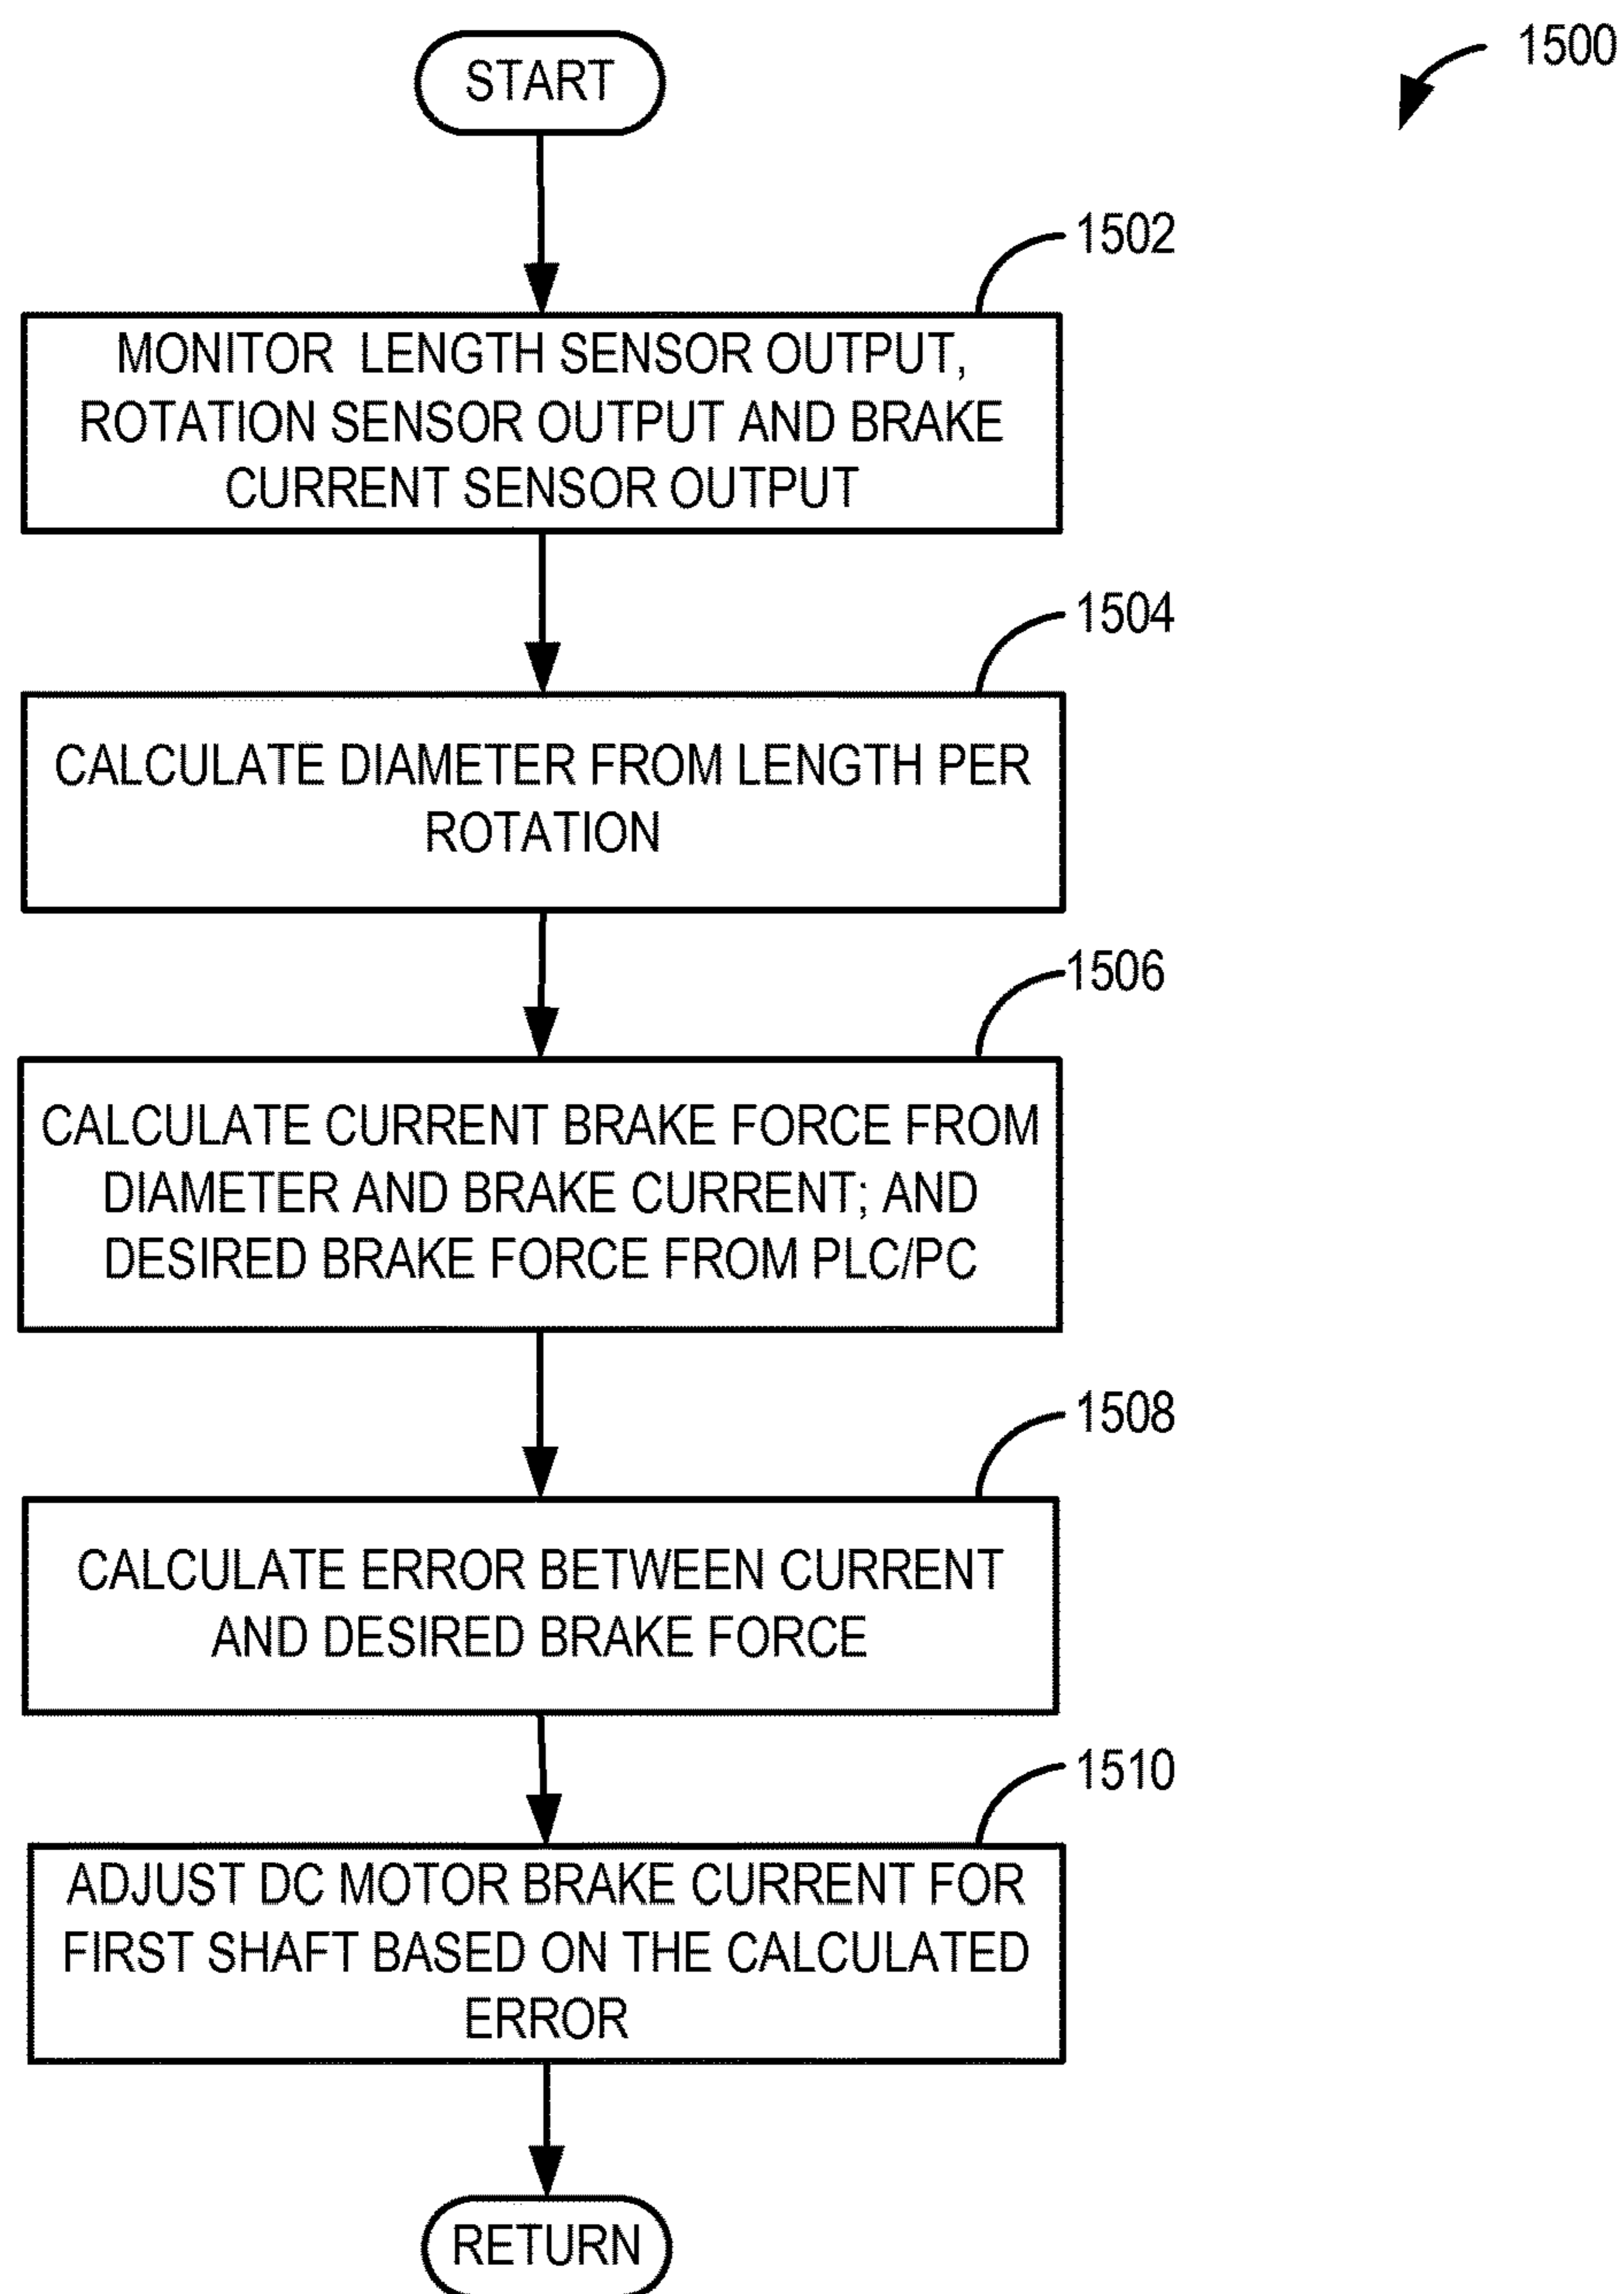 1500
START
1502
MONITOR LENGTH SENSOR OUTPUT,
ROTATION SENSOR OUTPUT AND BRAKE
CURRENT SENSOR OUTPUT
1504
CALCULATE DIAMETER FROM LENGTH PER
ROTATION
1506
CALCULATE CURRENT BRAKE FORCE FROM
DIAMETER AND BRAKE CURRENT; AND
DESIRED BRAKE FORCE FROM PLC/PC
1508
CALCULATE ERROR BETWEEN CURRENT
AND DESIRED BRAKE FORCE
1510
ADJUST DC MOTOR BRAKE CURRENT FOR
FIRST SHAFT BASED ON THE CALCULATED
ERROR
RETURN